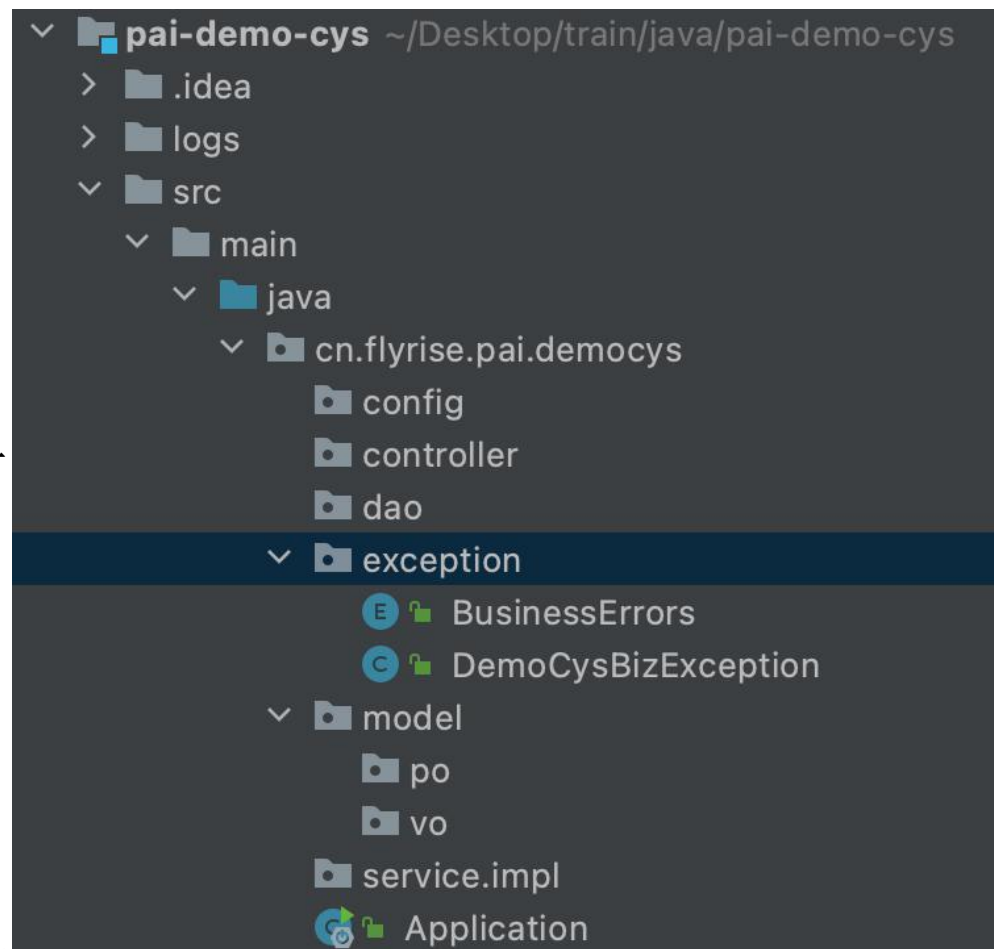 pai-demo-cys ~/Desktop/train/java/pai-demo-cys
.idea
logs
src
main
java
cn.flyrise.pai.democys
config
controller
dao
exception
E BusinessErrors
C DemoCysBizException
model
po
vo
service.impl
Application